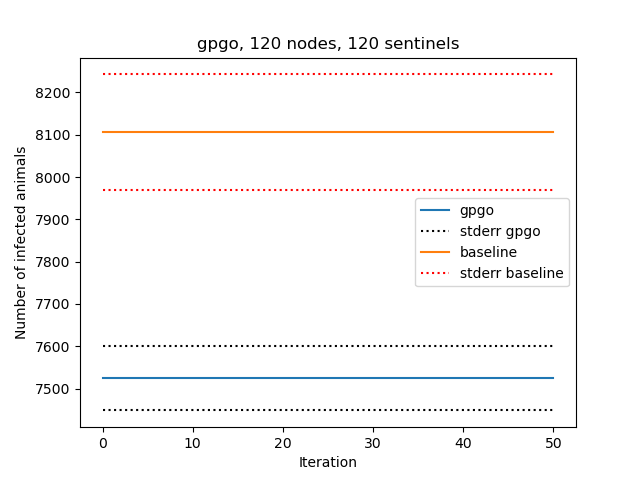 gpgo, 120 nodes, 120 sentinels
8200
8100
8000
7900
7800
7700
7600
7500
Number of infected animals
gpgo
stderr gpgo
baseline
stderr baseline
0 10 20 30 40 50
Iteration